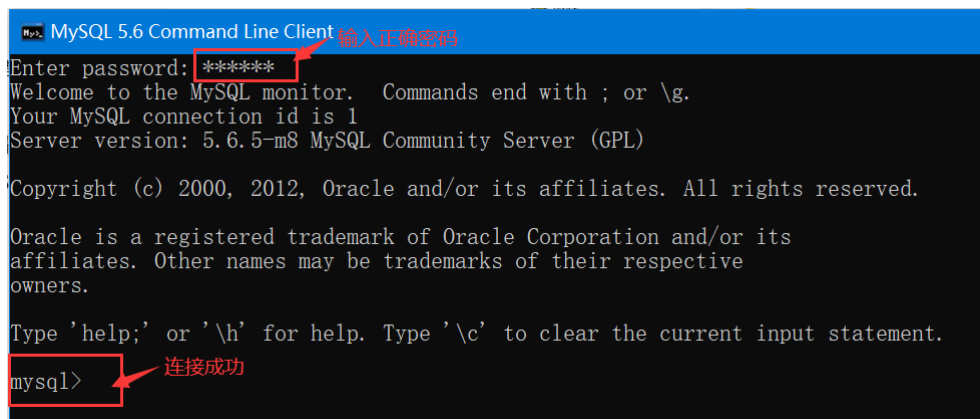 MySQL 5.6 Command Line Client
输入正确密码
Enter password: ******
Welcome to the MySQL monitor.  Commands end with ; or \g.
Your MySQL connection id is 1
Server version: 5.6.5-m8 MySQL Community Server (GPL)
Copyright (c) 2000, 2012, Oracle and/or its affiliates. All rights reserved.
Oracle is a registered trademark of Oracle Corporation and/or its
affiliates. Other names may be trademarks of their respective
owners.
Type 'help;' or '\h' for help. Type '\c' to clear the current input statement.
连接成功
mysql>